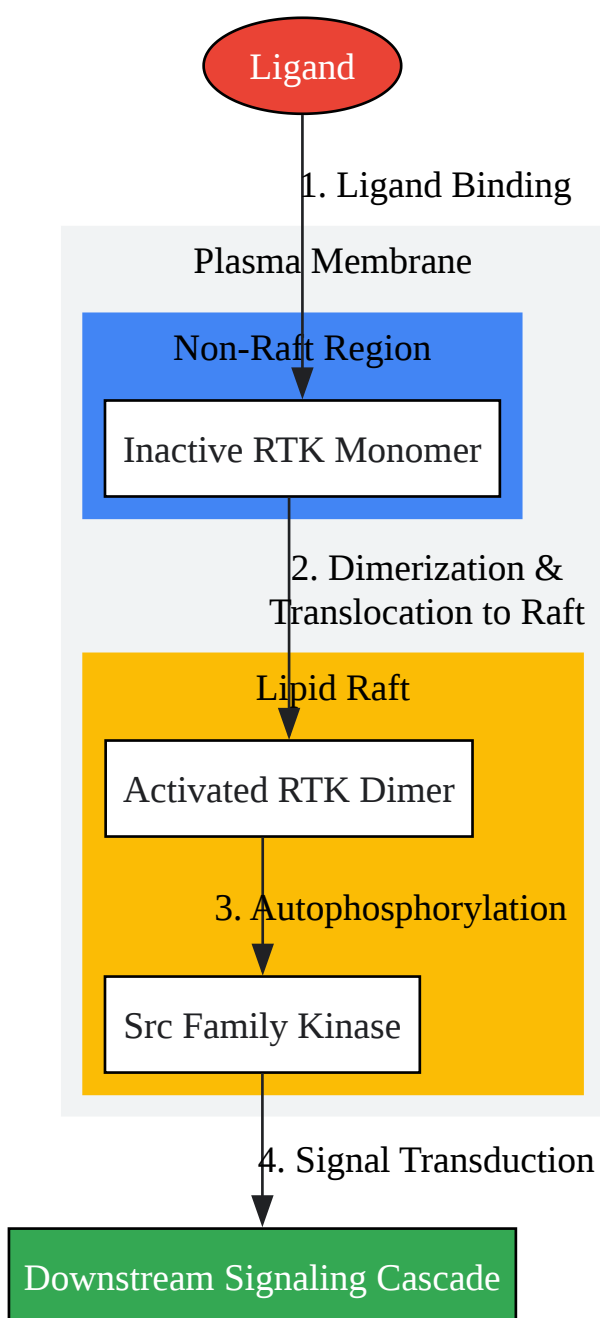 Ligand
1. Ligand Binding
Plasma Membrane
Non-Raft Region
Inactive RTK Monomer
2. Dimerization &
Translocation to Raft
Lipid Raft
Activated RTK Dimer
3. Autophosphorylation
Src Family Kinase
4. Signal Transduction
Downstream Signaling Cascade